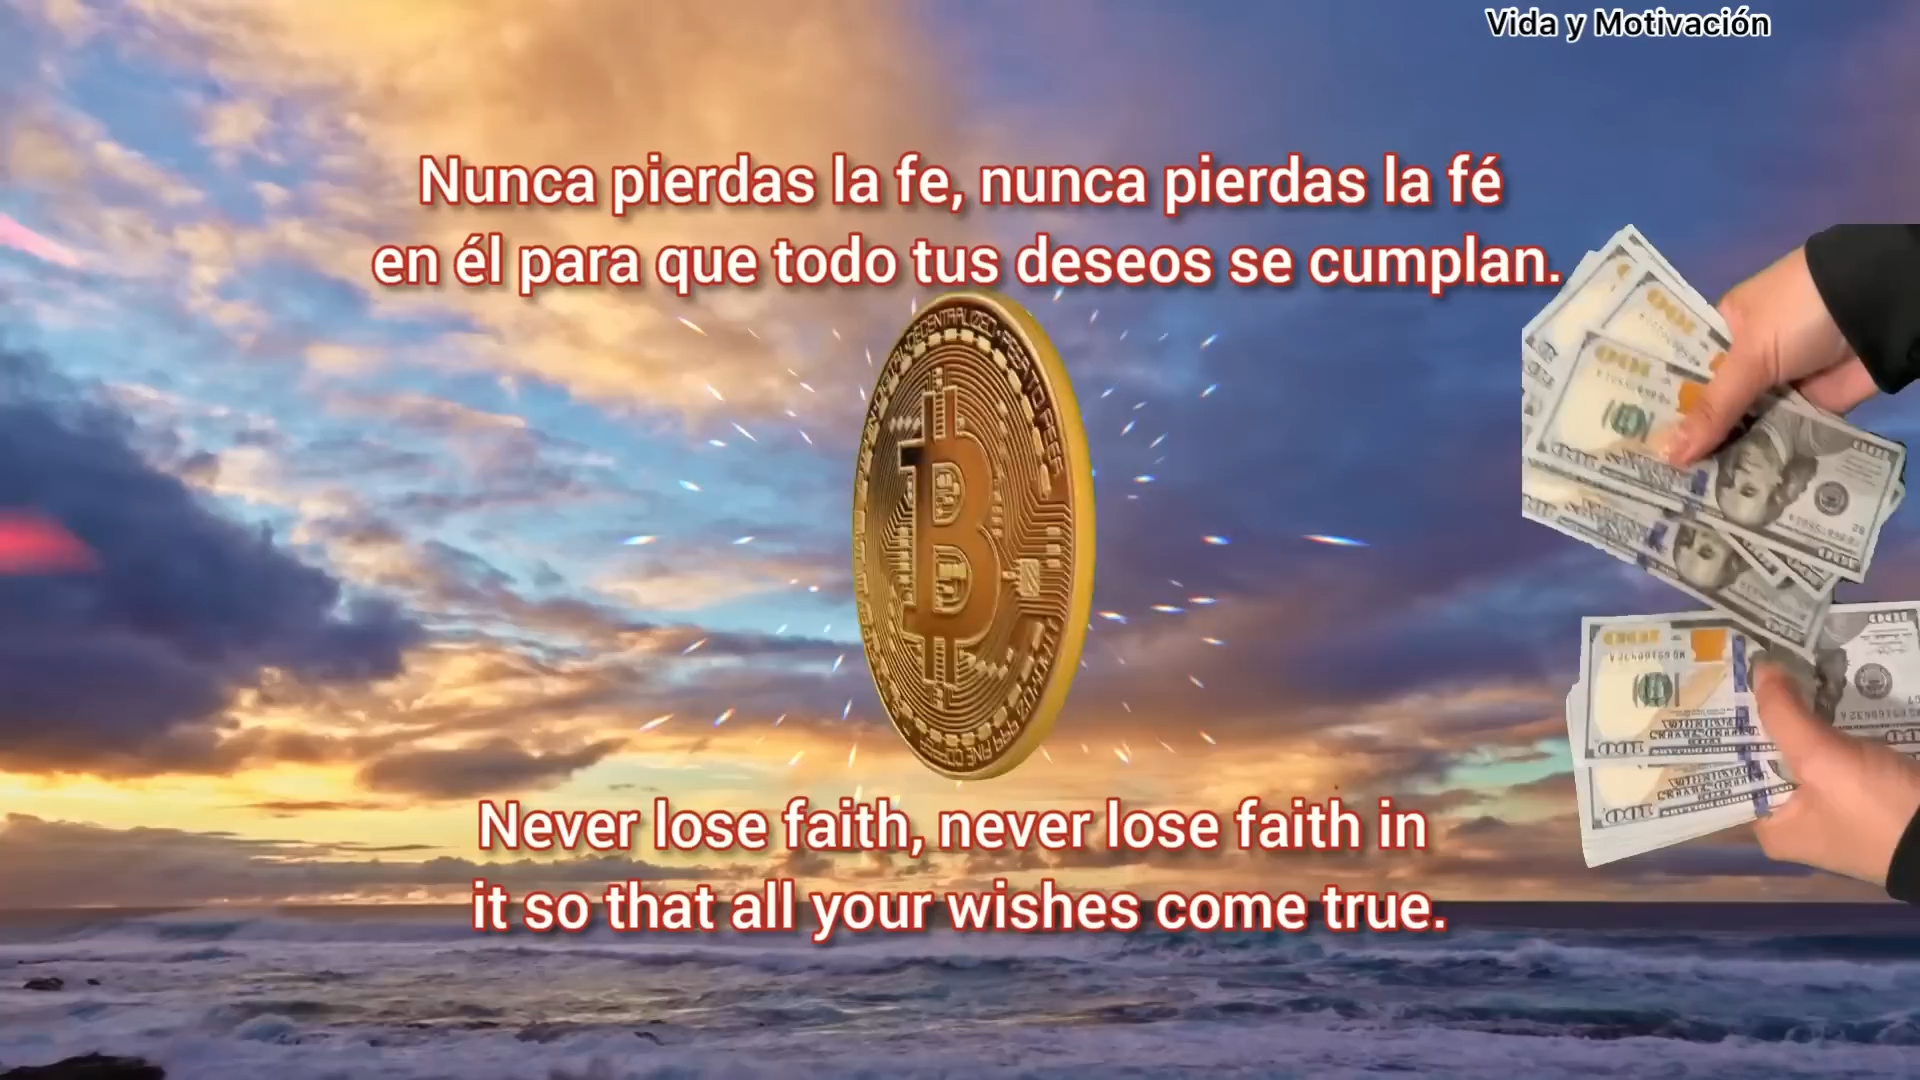 Vida y Motivación
Nunca pierdas la fe, nunca pierdas la fé
en él para que todo tus deseos se cumplan.
Never lose faith, never lose faith in
it so that all your wishes come true.